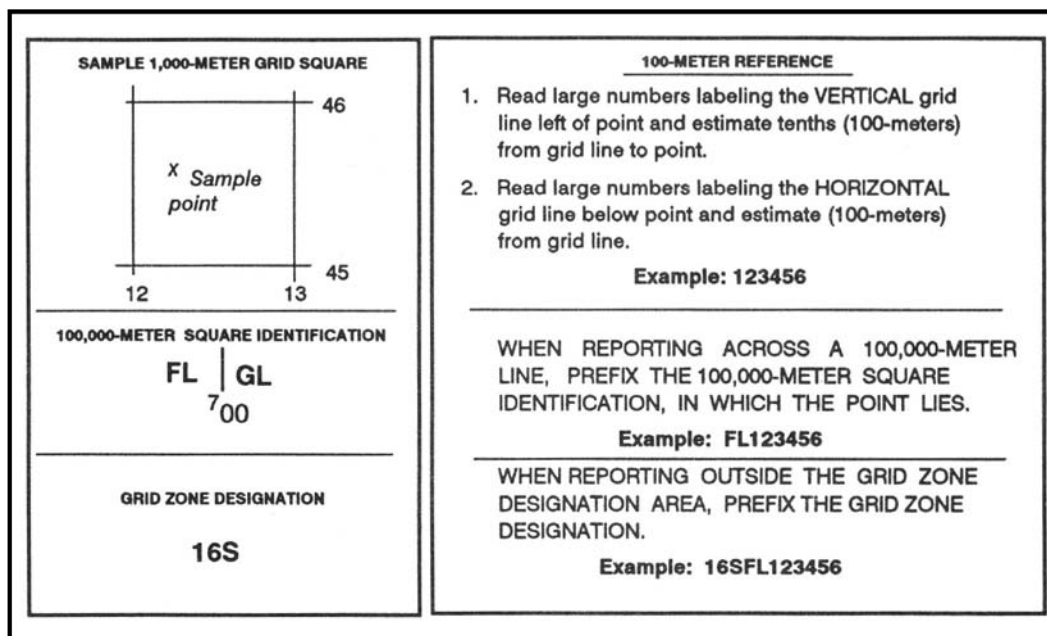 SAMPLE 1,000-METER GRID SQUARE
46
x Sample
point
45
12 13
100,000-METER SQUARE IDENTIFICATION
FL | GL
700
GRID ZONE DESIGNATION
16S
100-METER REFERENCE
1. Read large numbers labeling the VERTICAL grid
line left of point and estimate tenths (100-meters)
from grid line to point.
2. Read large numbers labeling the HORIZONTAL
grid line below point and estimate (100-meters)
from grid line.
Example: 123456
WHEN REPORTING ACROSS A 100,000-METER
LINE, PREFIX THE 100,000-METER SQUARE
IDENTIFICATION, IN WHICH THE POINT LIES.
Example: FL123456
WHEN REPORTING OUTSIDE THE GRID ZONE
DESIGNATION AREA, PREFIX THE GRID ZONE
DESIGNATION.
Example: 16SFL123456